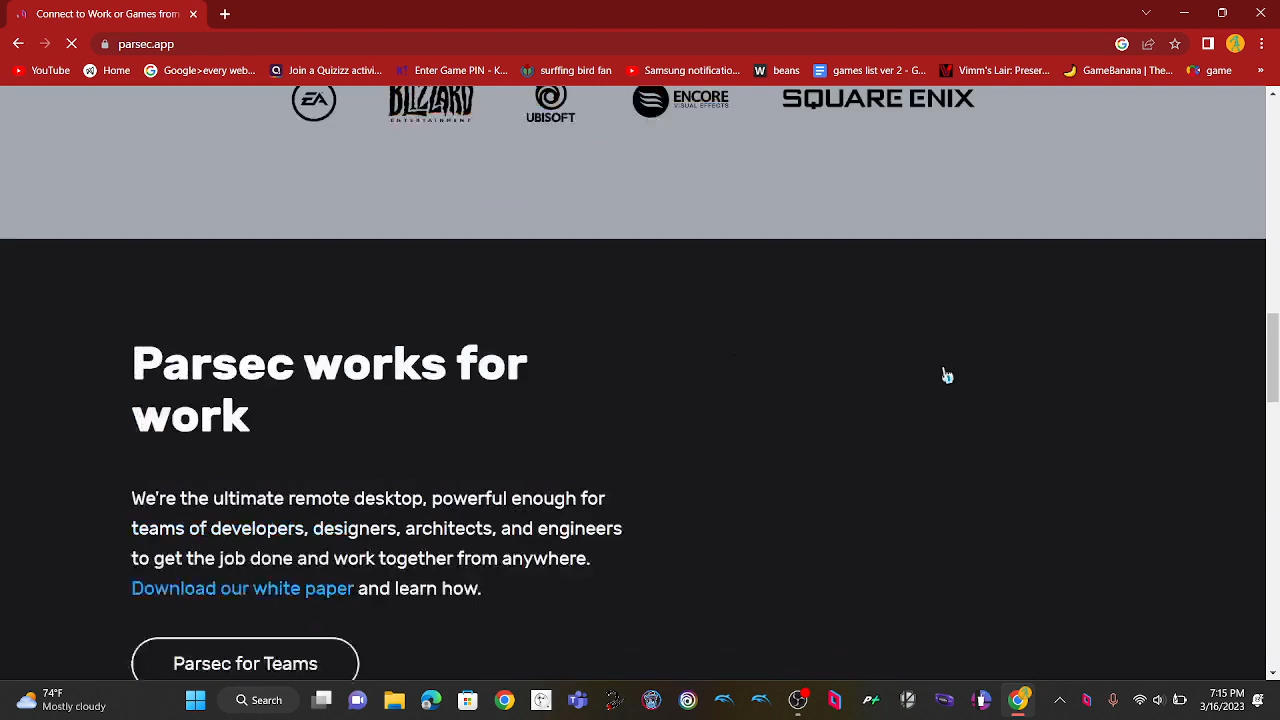 Connect to Work or Games from
parsec.app
YouTube
Home
Google>every web...
Join a Quizizz activi...
Enter Game PIN - K...
surffing bird fan
Samsung notificatio...
beans
games list ver 2 - G...
Vimm's Lair: Preser...
GameBanana | The...
game
»
EA
BLIZZARD
ENTERTAINMENT
UBISOFT
ENCORE
VISUAL EFFECTS
SQUARE ENIX
Parsec works for
work
We're the ultimate remote desktop, powerful enough for
teams of developers, designers, architects, and engineers
to get the job done and work together from anywhere.
Download our white paper and learn how.
Parsec for Teams
74°F
Mostly cloudy
Search
7:15 PM
3/16/2023